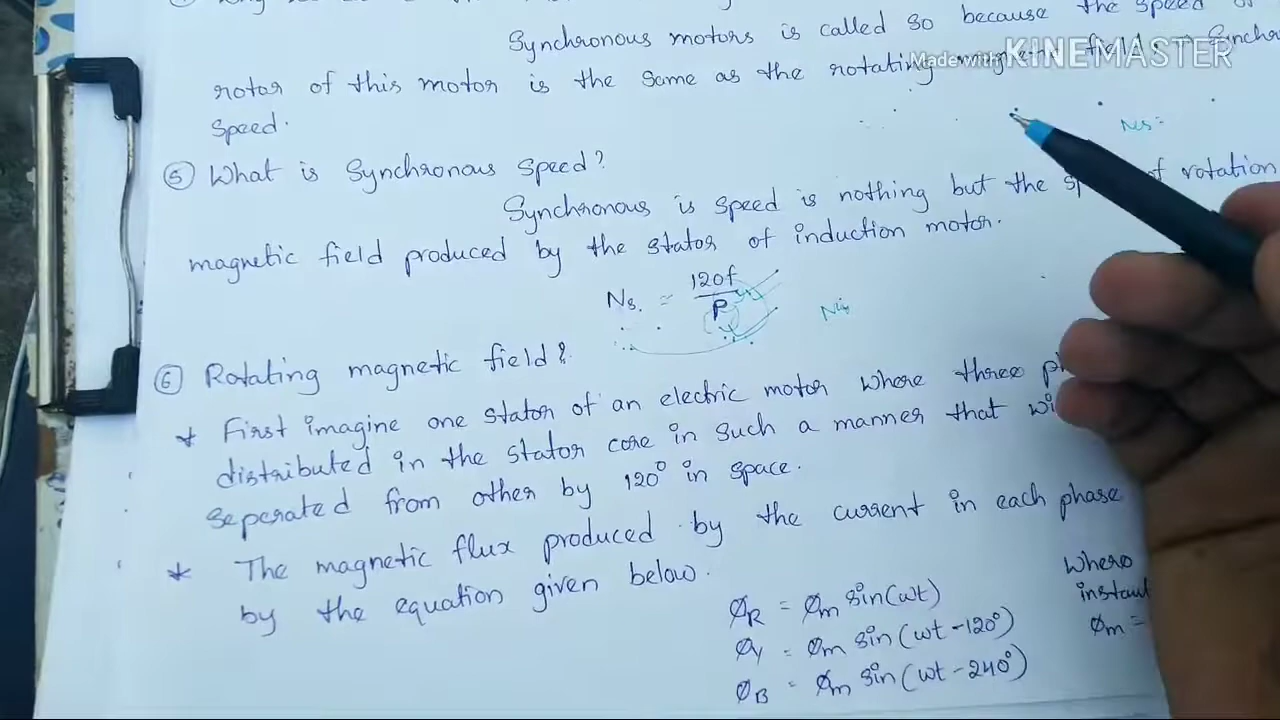 Synchronous motors is called so because the speed
Made with KINEMASTER
rotor of this motor is the same as the rotating magnetic field
speed.
Ns =
⑤ What is Synchronous speed?
Synchronous is speed is nothing but the of rotation
magnetic field produced by the stator of induction motor.
Ns. = 120f / P
⑥ Rotating magnetic field?
* First imagine one stator of an electric motor where three
distributed in the stator core in such a manner that
seperated from other by 120° in space.
* The magnetic flux produced by the current in each phase
by the equation given below.
where
ØR = Øm sin(wt)
ØY = Øm sin(wt-120°)
Øm =
ØB = Øm sin(wt-240°)